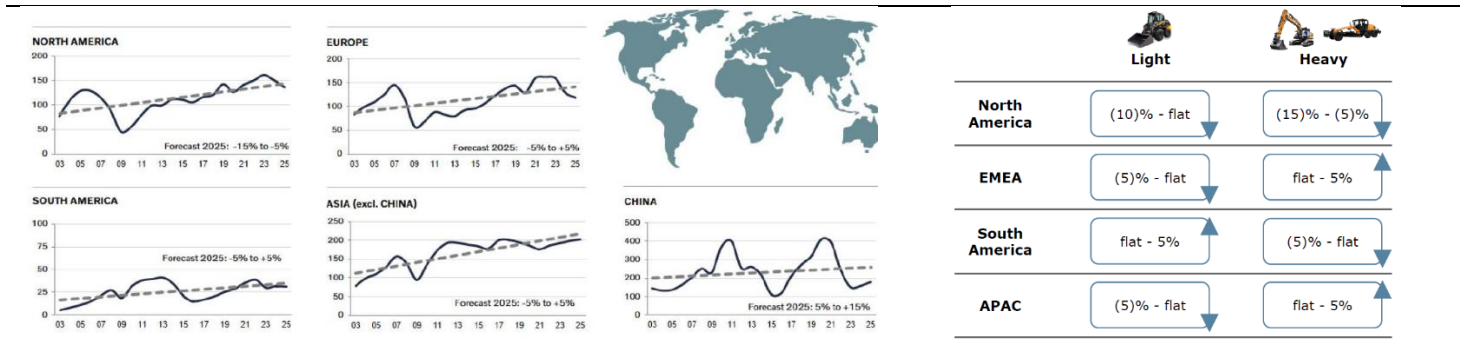 NORTH AMERICA
200
150
100
50
0
Forecast 2025: -15% to -5%
03 05 07 09 11 13 15 17 19 21 23 25
EUROPE
200
150
100
50
0
Forecast 2025: -5% to +5%
03 05 07 09 11 13 15 17 19 21 23 25
SOUTH AMERICA
100
75
50
25
0
Forecast 2025: -5% to +5%
03 05 07 09 11 13 15 17 19 21 23 25
ASIA (excl. CHINA)
250
200
150
100
50
0
Forecast 2025: -5% to +5%
03 05 07 09 11 13 15 17 19 21 23 25
CHINA
500
400
300
200
100
0
Forecast 2025: 5% to +15%
03 05 07 09 11 13 15 17 19 21 23 25
Light Heavy
North
America
(10)% - flat (15)% - (5)%
EMEA (5)% - flat flat - 5%
South
America
flat - 5% (5)% - flat
APAC (5)% - flat flat - 5%